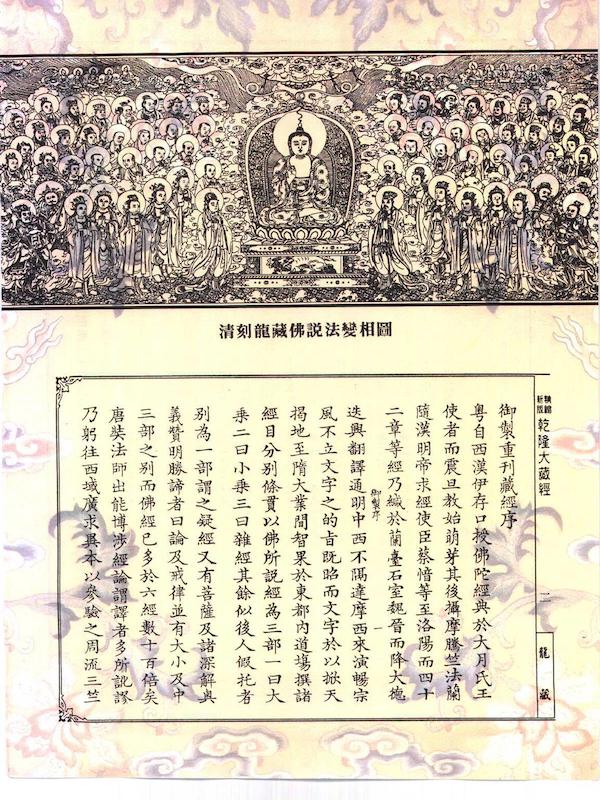 清刻龍藏佛説法變相圖
新版
乾隆大藏經
二
龍藏
御製重刊藏經序
粵自西漢伊存口授佛陀經典於大月氏王
使者而震旦教始萌芽其後攝摩騰竺法蘭
隨漢明帝求經使臣蔡愔等至洛陽而四十
二章等經乃緘於蘭臺石室魏晉而降大德
御製序
一
迭興翻譯通明中西不隔達摩西來演暢宗
風不立文字之的旨既昭而文字於以掀天
揭地至隋大業間智果於東都内道場撰諸
經目分別條貫以佛所説經為三部一曰大
乘二曰小乘三曰雜經其餘似後人假托者
別為一部謂之疑經又有菩薩及諸深解奥
義贊明勝諦者曰論及戒律並有大小及中
三部之別而佛經已多於六經數十百倍矣
唐奘法師出能博涉經論謂譯者多所訛謬
乃躬往西域廣求異本以參驗之周流三竺